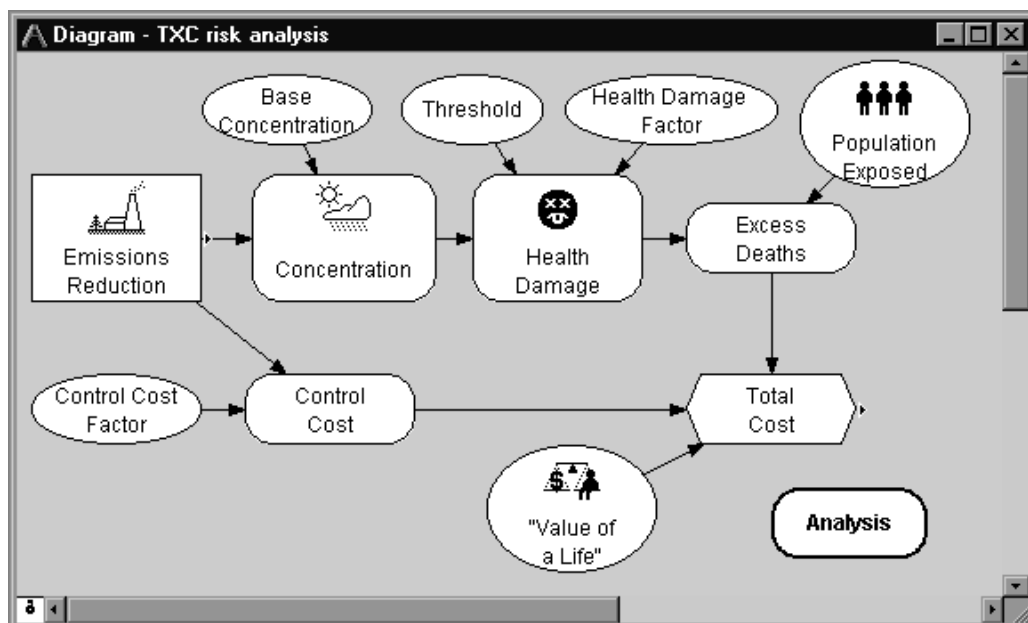 Diagram - TXC risk analysis
Base
Concentration
Threshold
Health Damage
Factor
Population
Exposed
Emissions
Reduction
Concentration
Health
Damage
Excess
Deaths
Control Cost
Factor
Control
Cost
Total
Cost
$
"Value of
a Life"
Analysis